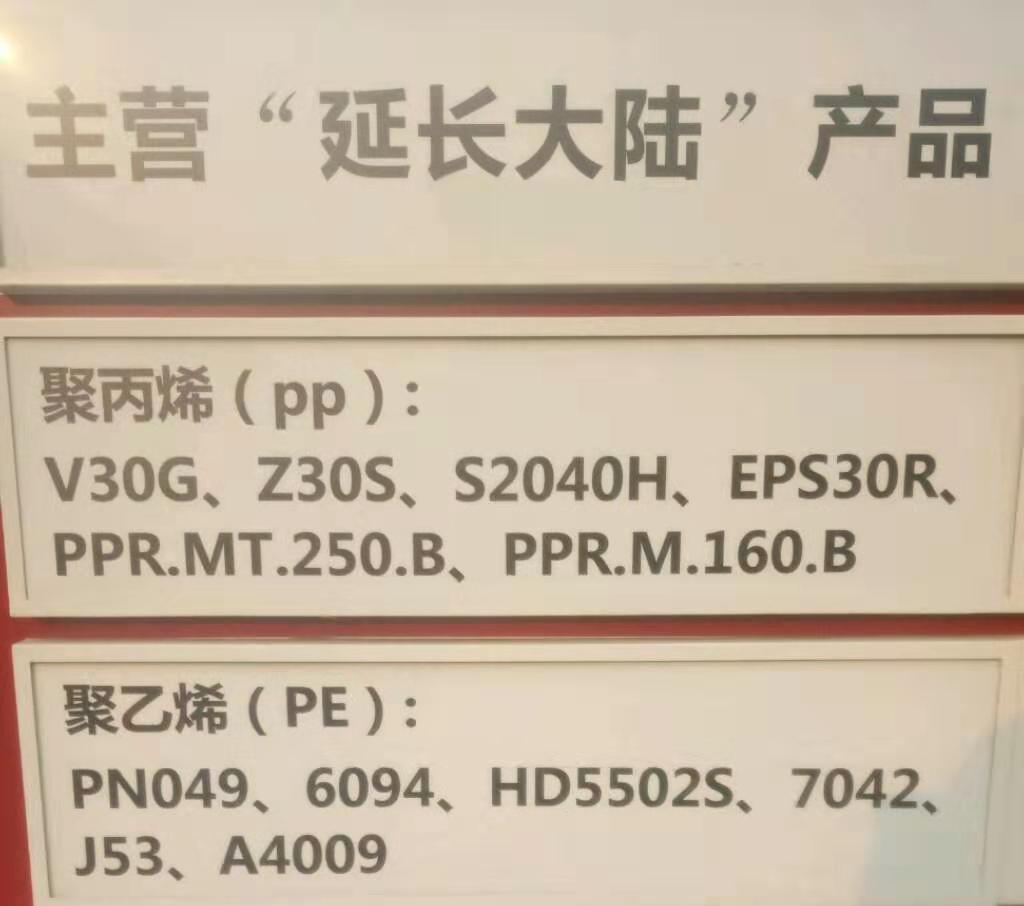 主营“延长大陆”产品
聚丙烯（pp）：
V30G、Z30S、S2040H、EPS30R、
PPR.MT.250.B、PPR.M.160.B
聚乙烯（PE）：
PN049、6094、HD5502S、7042、
J53、A4009